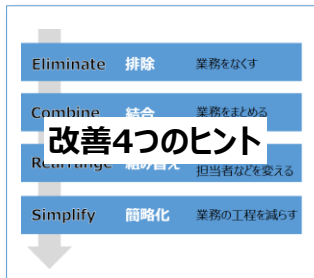 Eliminate 排除 業務をなくす
Combine 結合 業務をまとめる
改善4つのヒント
担当者などを変える
Simplify 簡略化 業務の工程を減らす